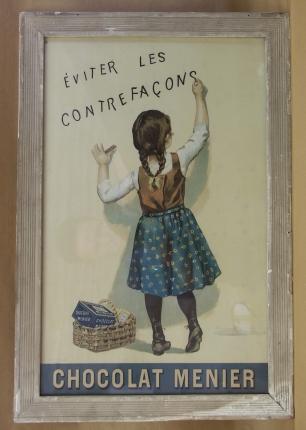 ÉVITER LES
CONTREFAÇONS
CHOCOLAT MENIER